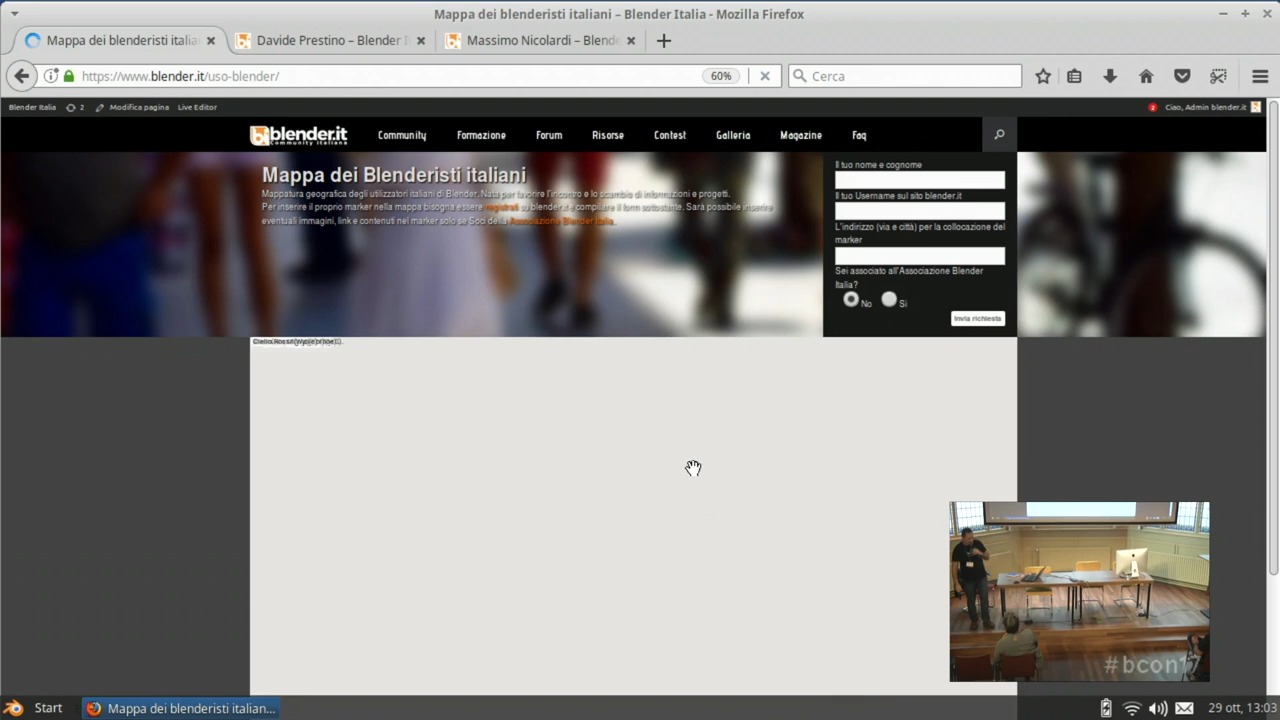 Mappa dei blenderisti italiani – Blender Italia - Mozilla Firefox
Mappa dei blenderisti italia
Davide Prestino – Blender I
Massimo Nicolardi – Blende
https://www.blender.it/uso-blender/
60%
Cerca
Blender Italia
2
Modifica pagina
Live Editor
2
Ciao, Admin blender.it
blender.it
Community Italiana
Community
Formazione
Forum
Risorse
Contest
Galleria
Magazine
Faq
Mappa dei Blenderisti italiani
Mappatura geografica degli utilizzatori italiani di Blender. Nata per favorire l'incontro e lo scambio di informazioni e progetti.
Per inserire il proprio marker nella mappa bisogna essere registrati su blender.it e compilare il form sottostante. Sarà possibile inserire
eventuali immagini, link e contenuti nel marker solo se Soci della Associazione Blender Italia.
Il tuo nome e cognome
Il tuo Username sul sito blender.it
L'indirizzo (via e città) per la collocazione del
marker
Sei associato all'Associazione Blender
Italia?
No
Si
Invia richiesta
#bcon17
Start
Mappa dei blenderisti italian...
29 ott, 13:03